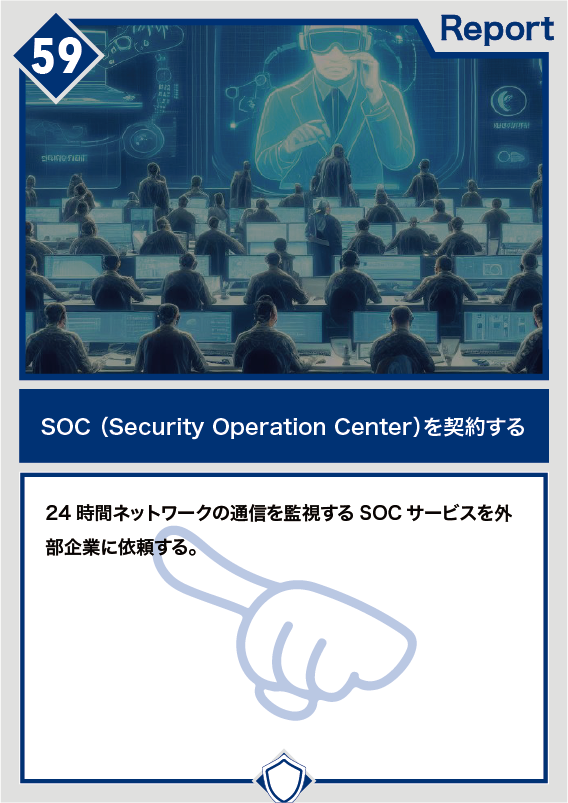 59
Report
SOC（Security Operation Center）を契約する
24 時間ネットワークの通信を監視する SOC サービスを外
部企業に依頼する。